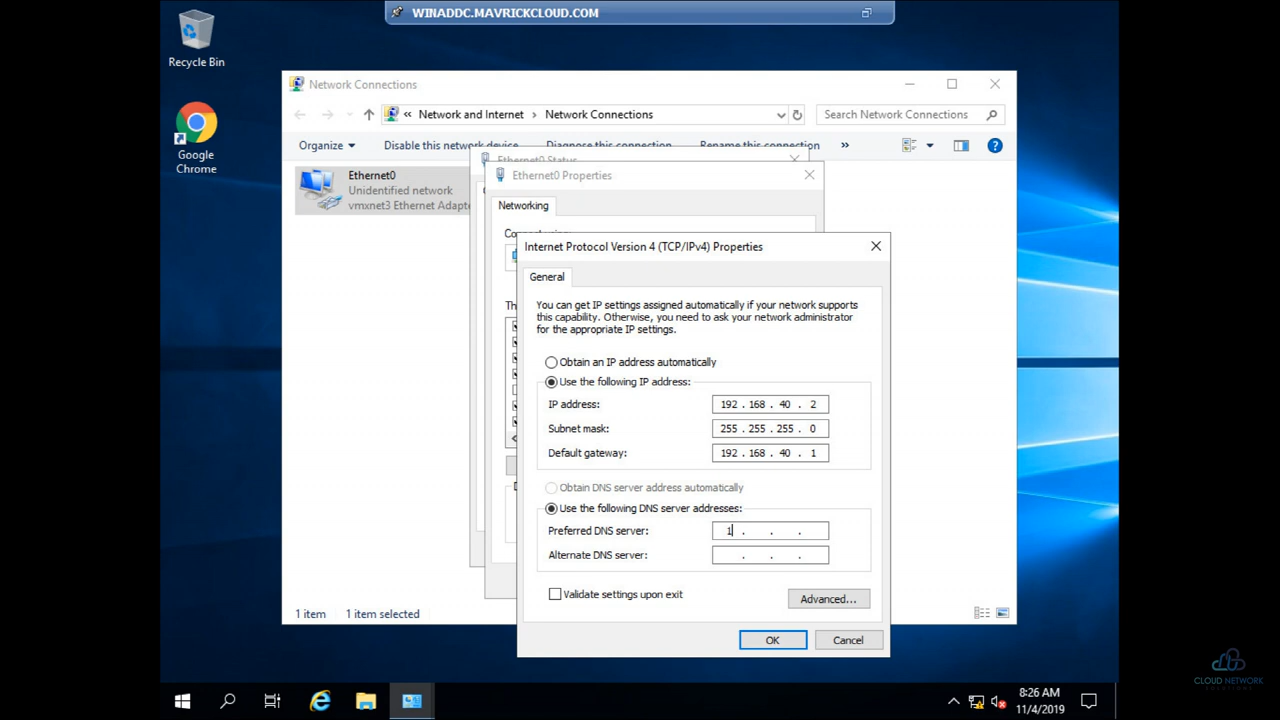 WINADDC.MAVRICKCLOUD.COM
Recycle Bin
Google
Chrome
Network Connections
« Network and Internet > Network Connections
Search Network Connections
Organize
Disable this network device
Diagnose this connection
Rename this connection
»
Ethernet0
Unidentified network
vmxnet3 Ethernet Adapte
Ethernet0 Status
Ethernet0 Properties
Networking
Internet Protocol Version 4 (TCP/IPv4) Properties
General
You can get IP settings assigned automatically if your network supports
this capability. Otherwise, you need to ask your network administrator
for the appropriate IP settings.
Obtain an IP address automatically
Use the following IP address:
IP address: 192 . 168 . 40 . 2
Subnet mask: 255 . 255 . 255 . 0
Default gateway: 192 . 168 . 40 . 1
Obtain DNS server address automatically
Use the following DNS server addresses:
Preferred DNS server: 1 . . .
Alternate DNS server: . . .
Validate settings upon exit
Advanced...
OK
Cancel
1 item
1 item selected
8:26 AM
11/4/2019
CLOUD NETWORK
SOLUTIONS